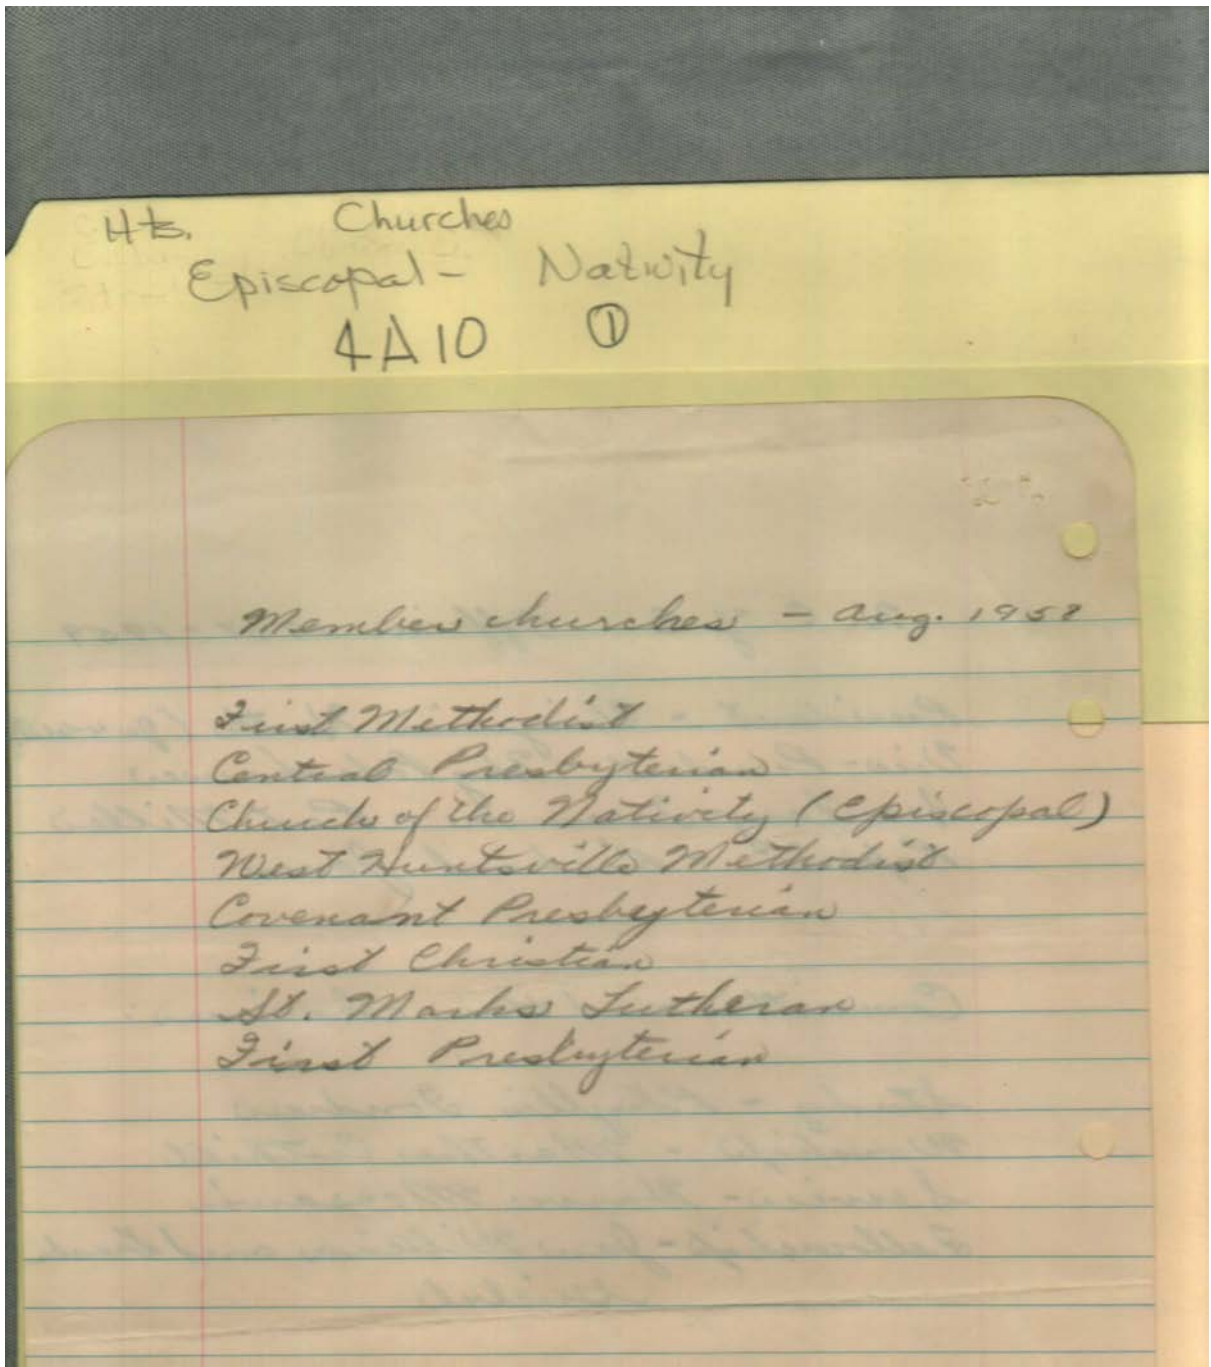 Hts. Churches
Episcopal - Nativity
4A10 ①
Member churches - Aug. 1958
First Methodist
Central Presbyterian
Church of the Nativity (Episcopal)
West Huntsville Methodist
Covenant Presbyterian
First Christian
St. Marks Lutheran
First Presbyterian